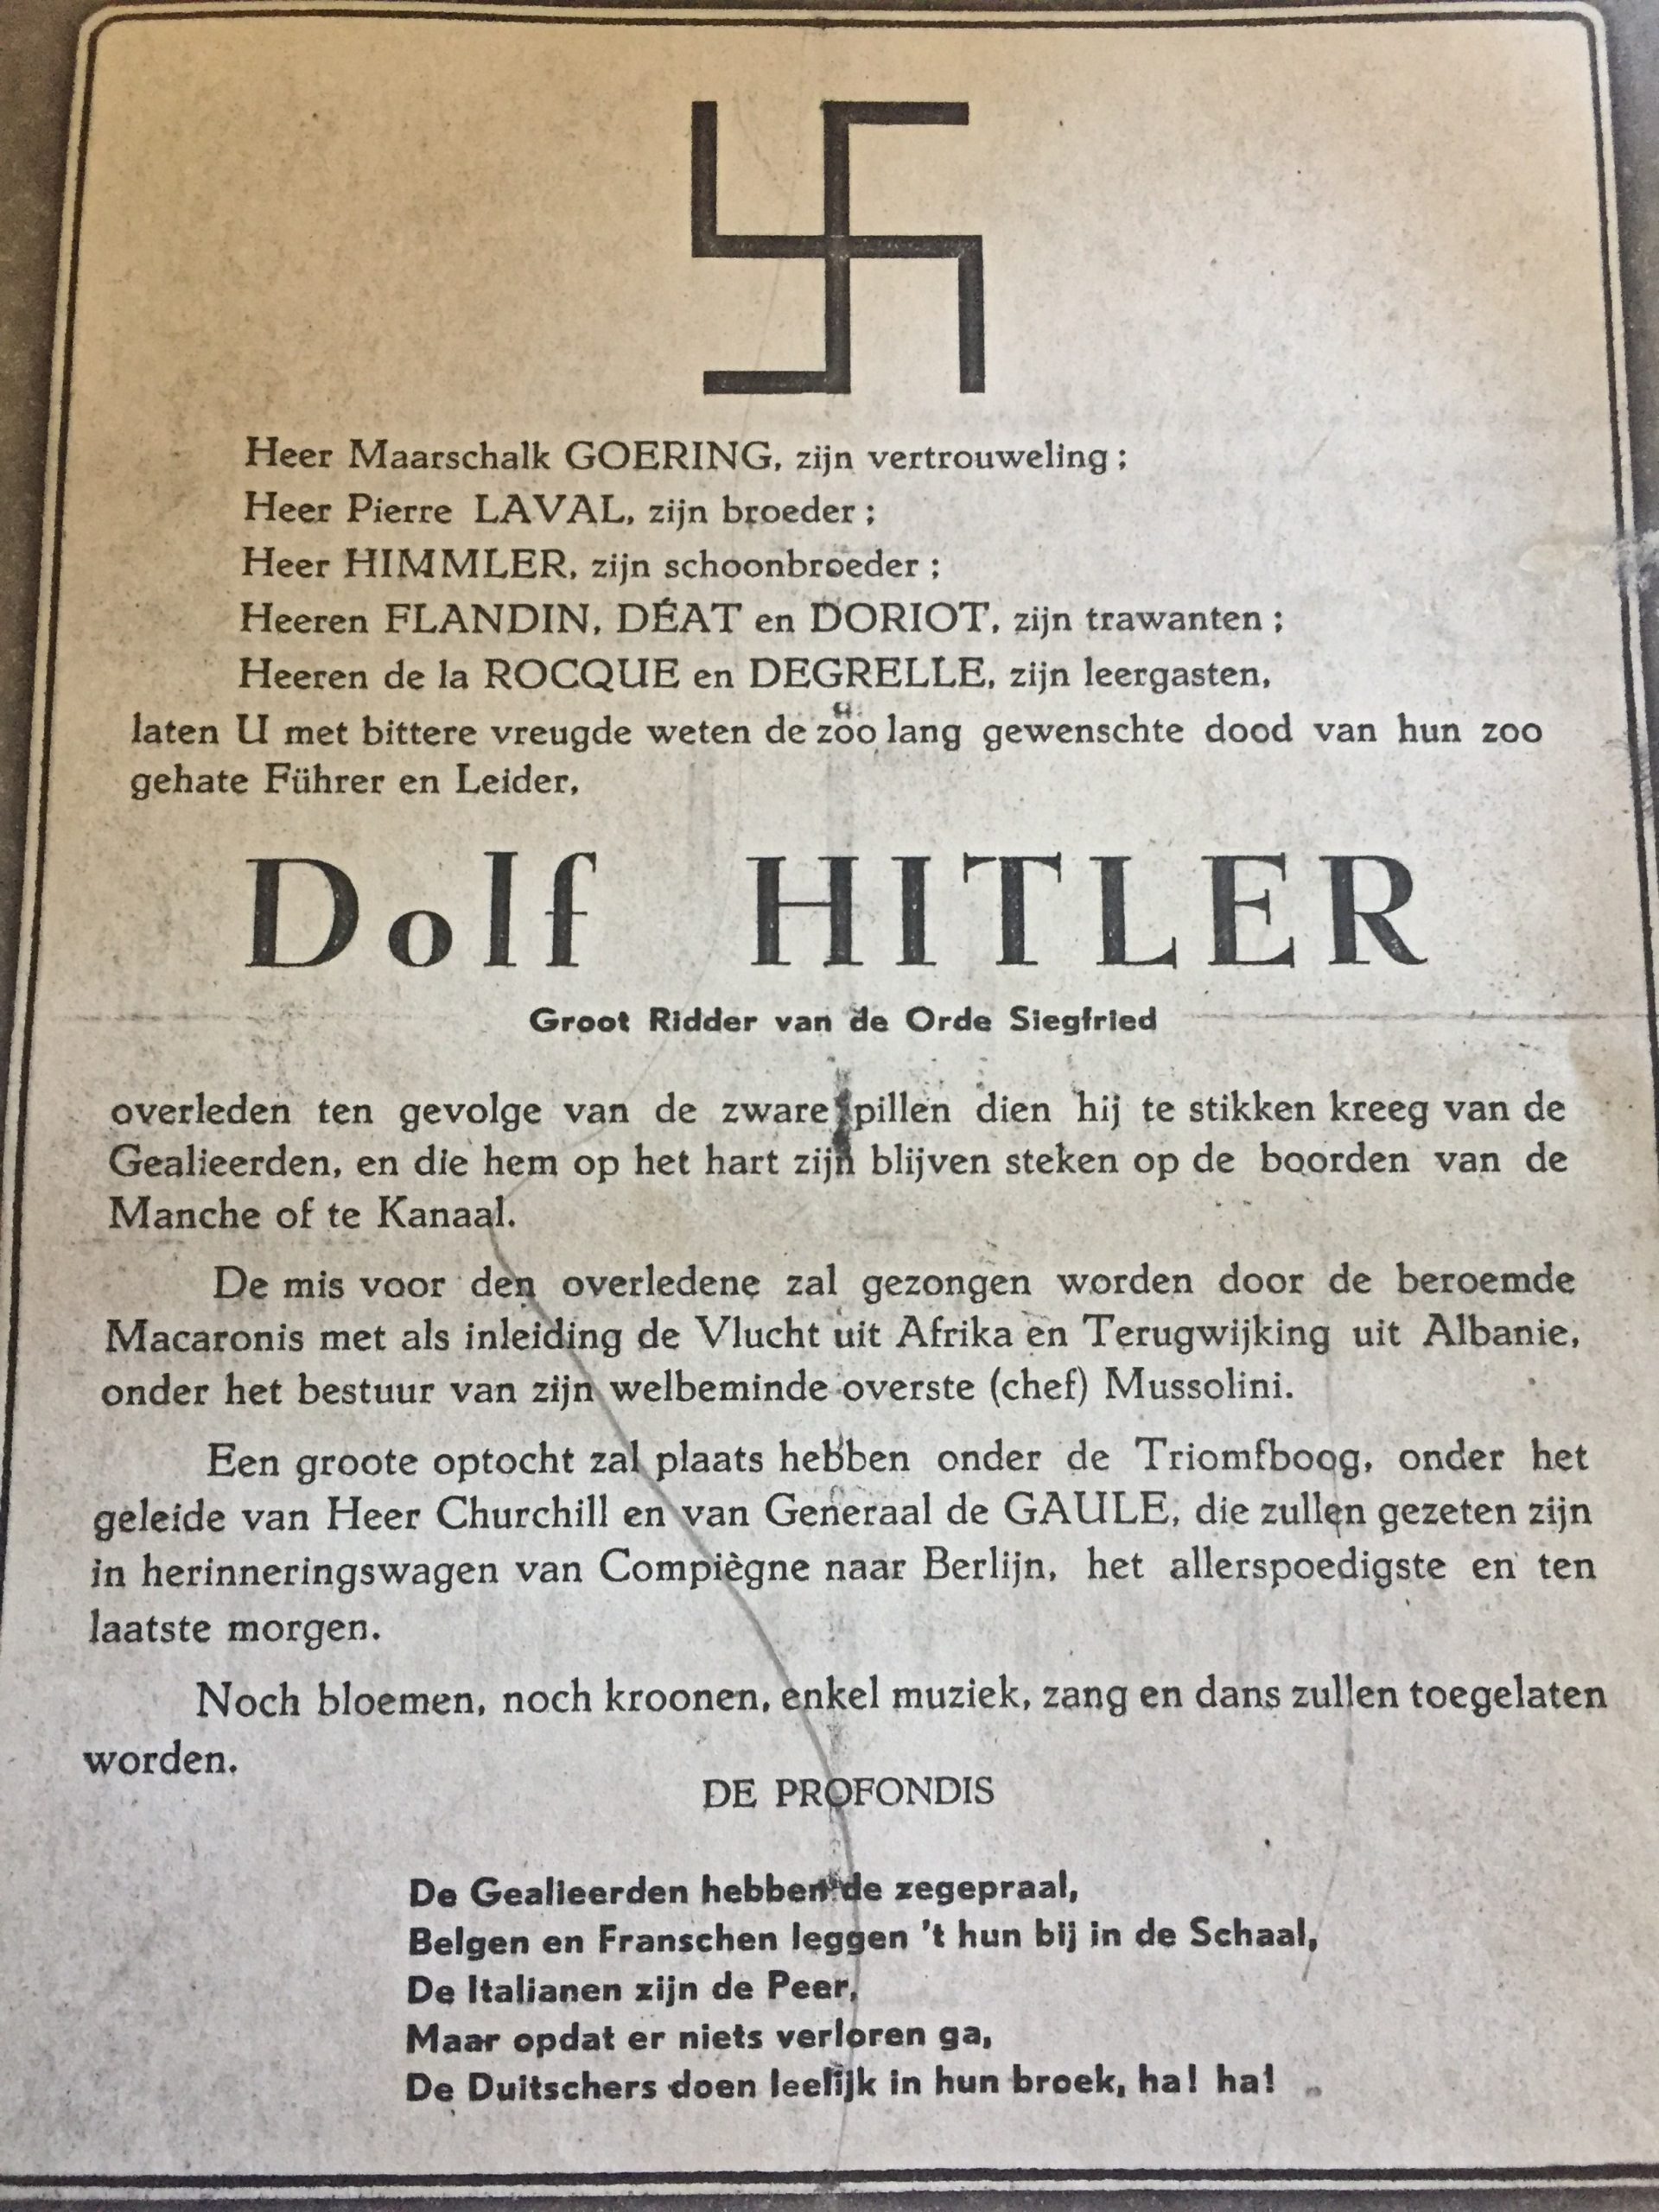 Heer Maarschalk GOERING, zijn vertrouweling ;
Heer Pierre LAVAL, zijn broeder ;
Heer HIMMLER, zijn schoonbroeder ;
Heeren FLANDIN, DÉAT en DORIOT, zijn trawanten ;
Heeren de la ROCQUE en DEGRELLE, zijn leergasten,
laten U met bittere vreugde weten de zoo lang gewenschte dood van hun zoo
gehate Führer en Leider,
Dolf HITLER
Groot Ridder van de Orde Siegfried
overleden ten gevolge van de zware pillen dien hij te stikken kreeg van de
Gealieerden, en die hem op het hart zijn blijven steken op de boorden van de
Manche of te Kanaal.
De mis voor den overledene zal gezongen worden door de beroemde
Macaronis met als inleiding de Vlucht uit Afrika en Terugwijking uit Albanie,
onder het bestuur van zijn welbeminde overste (chef) Mussolini.
Een groote optocht zal plaats hebben onder de Triomfboog, onder het
geleide van Heer Churchill en van Generaal de GAULE, die zullen gezeten zijn
in herinneringswagen van Compiègne naar Berlijn, het allerspoedigste en ten
laatste morgen.
Noch bloemen, noch kroonen, enkel muziek, zang en dans zullen toegelaten
worden.
DE PROFONDIS
De Gealieerden hebben de zegepraal,
Belgen en Franschen leggen 't hun bij in de Schaal,
De Italianen zijn de Peer,
Maar opdat er niets verloren ga,
De Duitschers doen leelijk in hun broek, ha! ha!